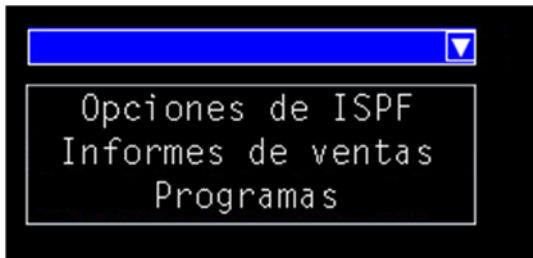 Opciones de ISPF
Informes de ventas
Programas